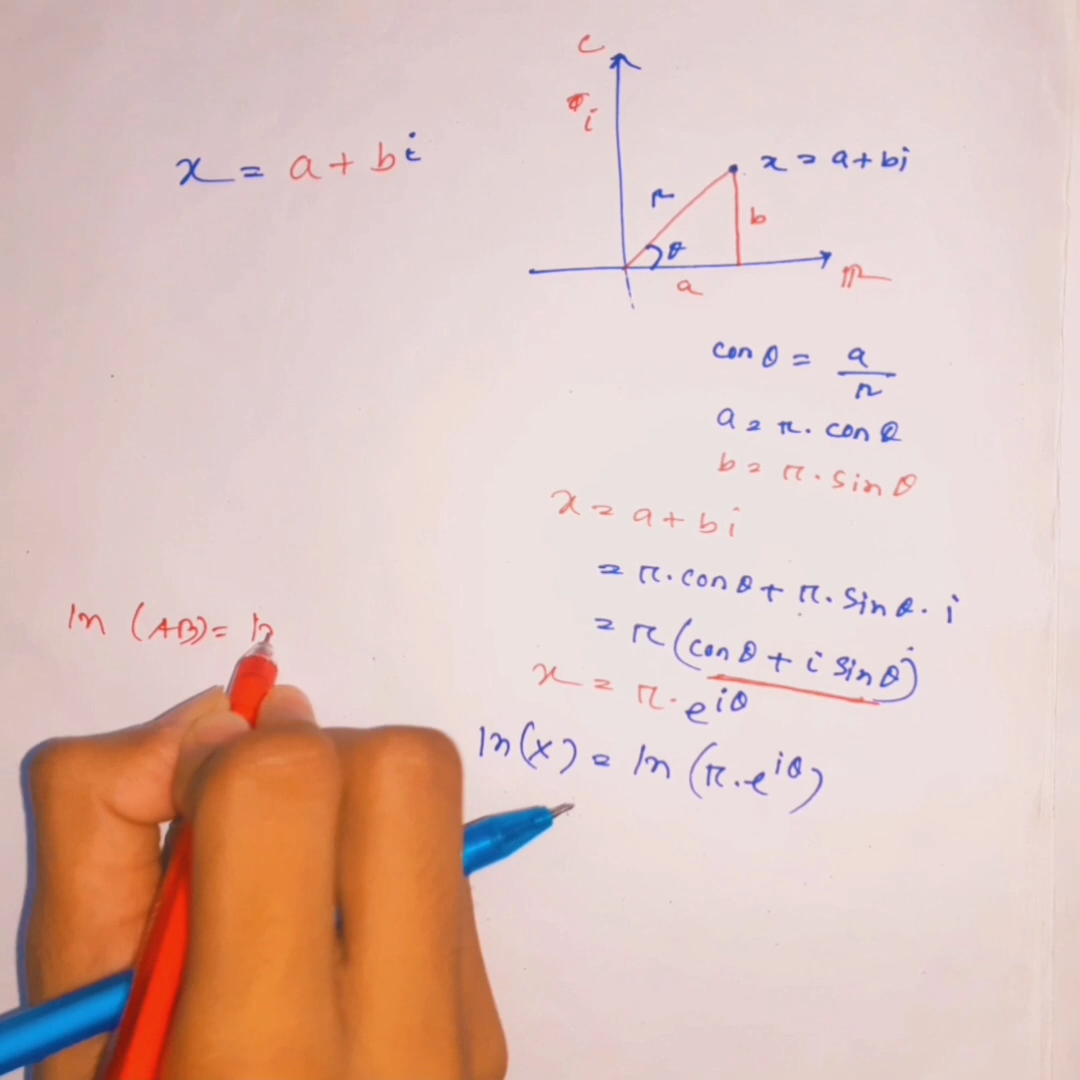 c
i
x = a + bi
x = a + bi
r
b
θ
a
R
cos θ = a/r
a = r. cos θ
b = r. sin θ
x = a + bi
= r. cos θ + r. sin θ. i
ln (AB) = ln
= r (cos θ + i sin θ)
x = r. e^iθ
ln(x) = ln (r. e^iθ)